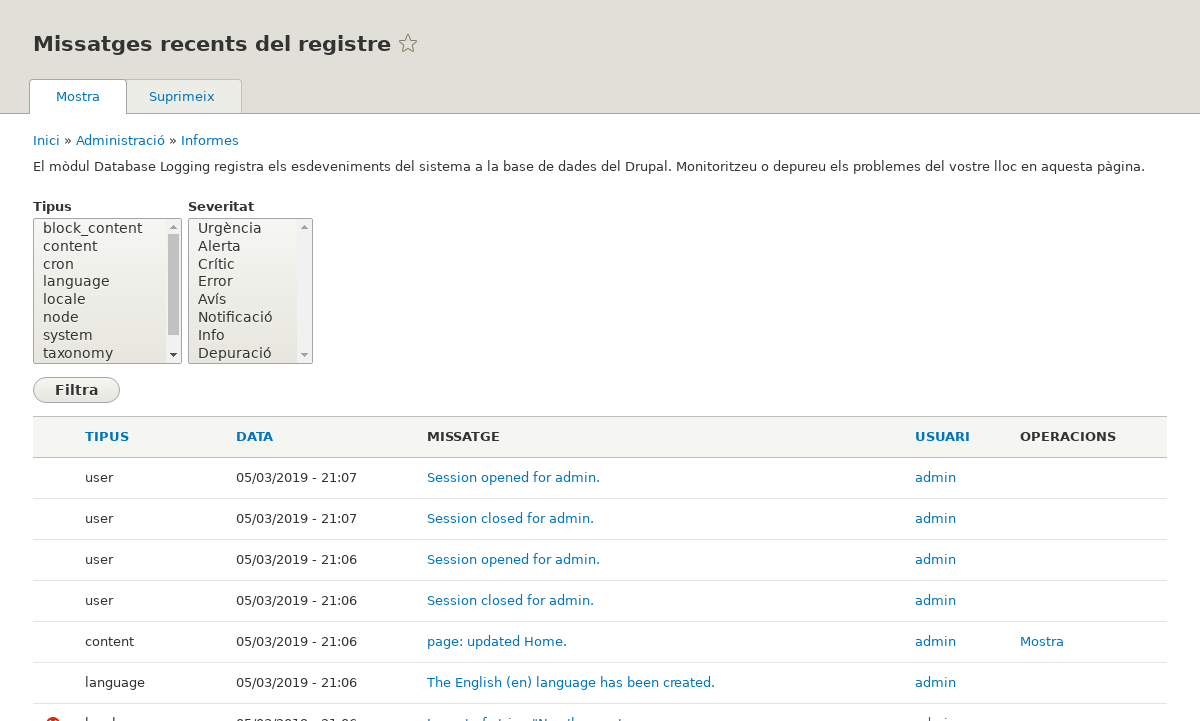 Missatges recents del registre
Mostra Suprimeix
Inici » Administració » Informes
El mòdul Database Logging registra els esdeveniments del sistema a la base de dades del Drupal. Monitoritzeu o depureu els problemes del vostre lloc en aquesta pàgina.
Tipus Severitat
block_content Urgència
content Alerta
cron Crític
language Error
locale Avís
node Notificació
system Info
taxonomy Depuració
Filtra
TIPUS DATA MISSATGE USUARI OPERACIONS
user 05/03/2019 - 21:07 Session opened for admin. admin
user 05/03/2019 - 21:07 Session closed for admin. admin
user 05/03/2019 - 21:06 Session opened for admin. admin
user 05/03/2019 - 21:06 Session closed for admin. admin
content 05/03/2019 - 21:06 page: updated Home. admin Mostra
language 05/03/2019 - 21:06 The English (en) language has been created. admin